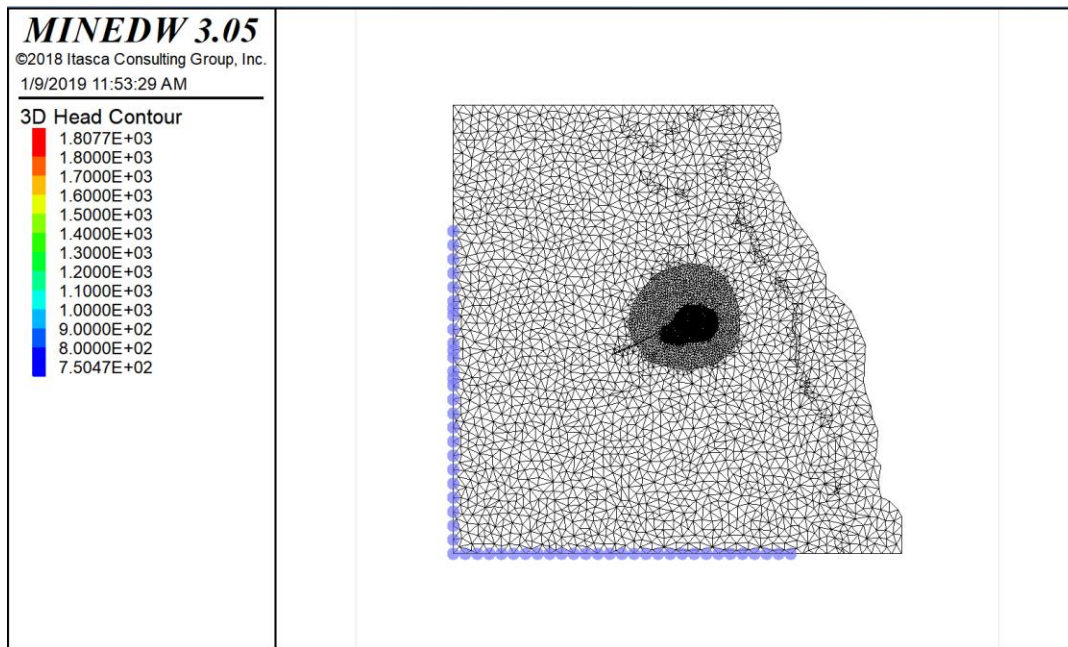 MINEDW 3.05
©2018 Itasca Consulting Group, Inc.
1/9/2019 11:53:29 AM
3D Head Contour
1.8077E+03
1.8000E+03
1.7000E+03
1.6000E+03
1.5000E+03
1.4000E+03
1.3000E+03
1.2000E+03
1.1000E+03
1.0000E+03
9.0000E+02
8.0000E+02
7.5047E+02